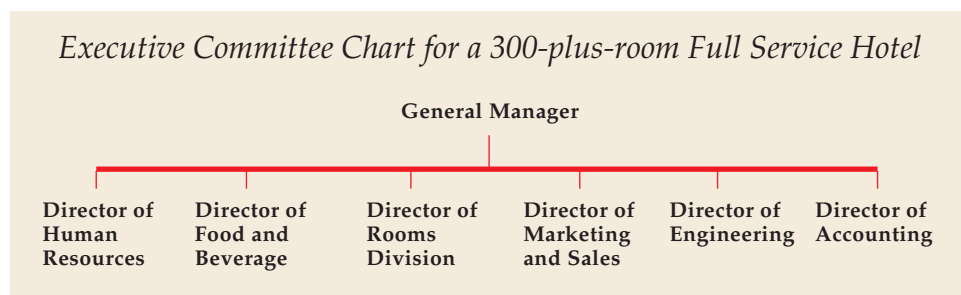 Executive Committee Chart for a 300-plus-room Full Service Hotel
General Manager
Director of
Human
Resources
Director of
Food and
Beverage
Director of
Rooms
Division
Director of
Marketing
and Sales
Director of
Engineering
Director of
Accounting